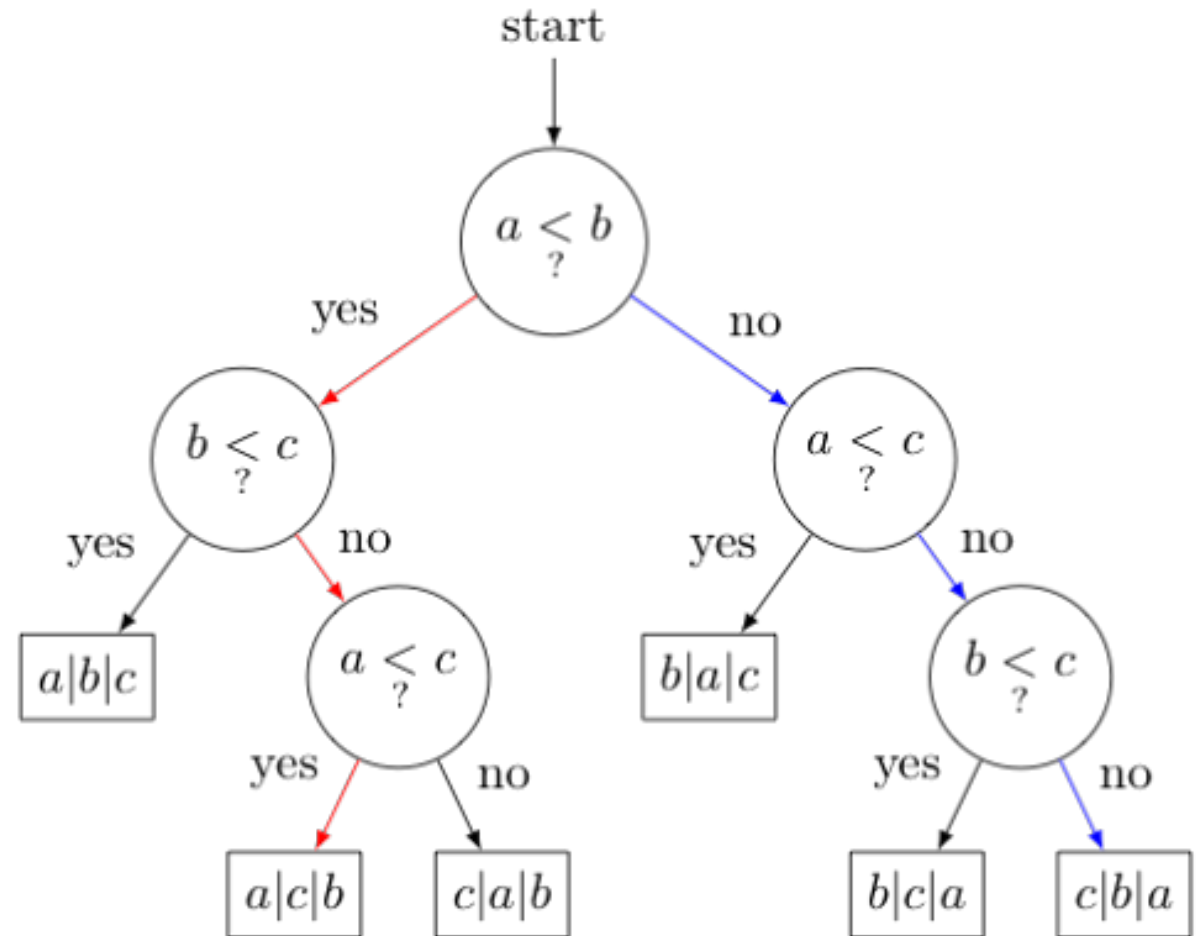 start
a < b
?
yes
no
b < c
?
a < c
?
yes
no
yes
no
a|b|c
a < c
?
b|a|c
b < c
?
yes
no
yes
no
a|c|b
c|a|b
b|c|a
c|b|a